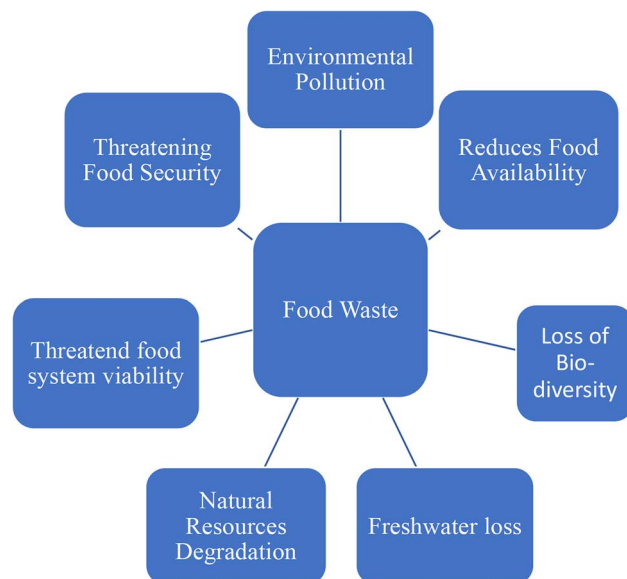 Environmental
Pollution
Threatening
Food Security
Reduces Food
Availability
Food Waste
Threatend food
system viability
Loss of
Bio-
diversity
Natural
Resources
Degradation
Freshwater loss